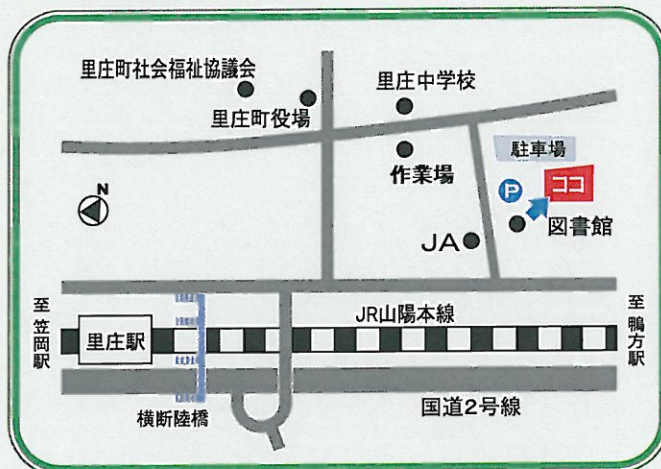 里庄町社会福祉協議会
里庄町役場
里庄中学校
作業場
駐車場
P
ココ
図書館
JA
N
至笠岡駅
里庄駅
JR山陽本線
至鴨方駅
横断陸橋
国道2号線